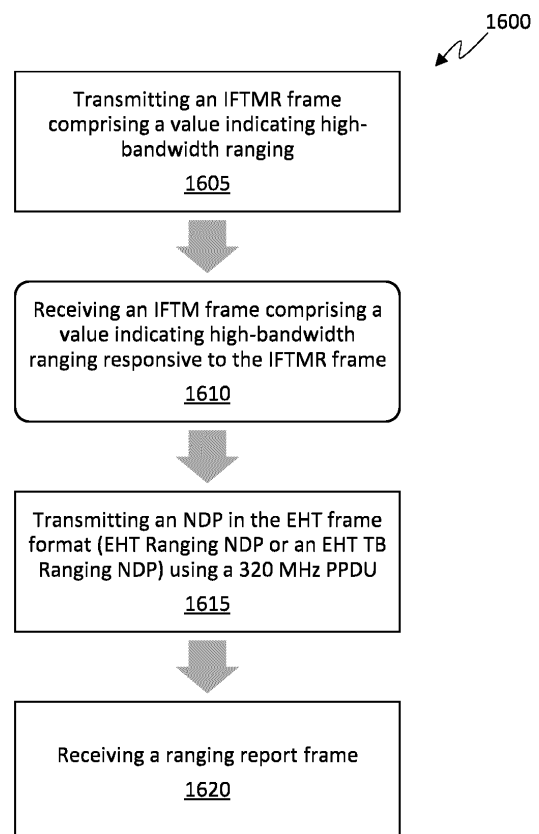 1600
Transmitting an IFTMR frame
comprising a value indicating high-
bandwidth ranging
1605
Receiving an IFTM frame comprising a
value indicating high-bandwidth
ranging responsive to the IFTMR frame
1610
Transmitting an NDP in the EHT frame
format (EHT Ranging NDP or an EHT TB
Ranging NDP) using a 320 MHz PPDU
1615
Receiving a ranging report frame
1620